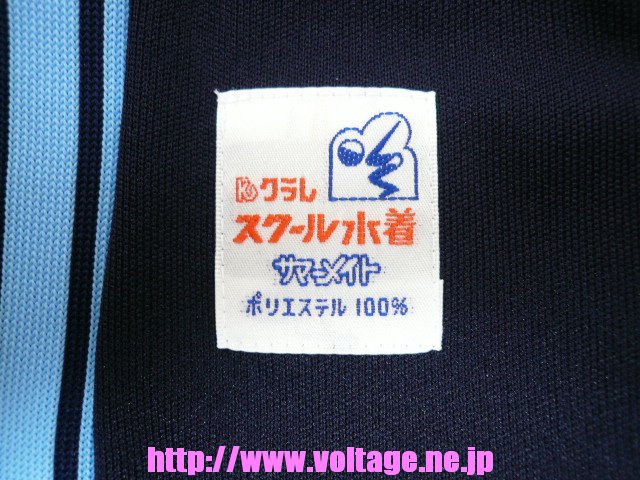 クラレ
スクール水着
サマーメイト
ポリエステル 100%
http://www.voltage.ne.jp